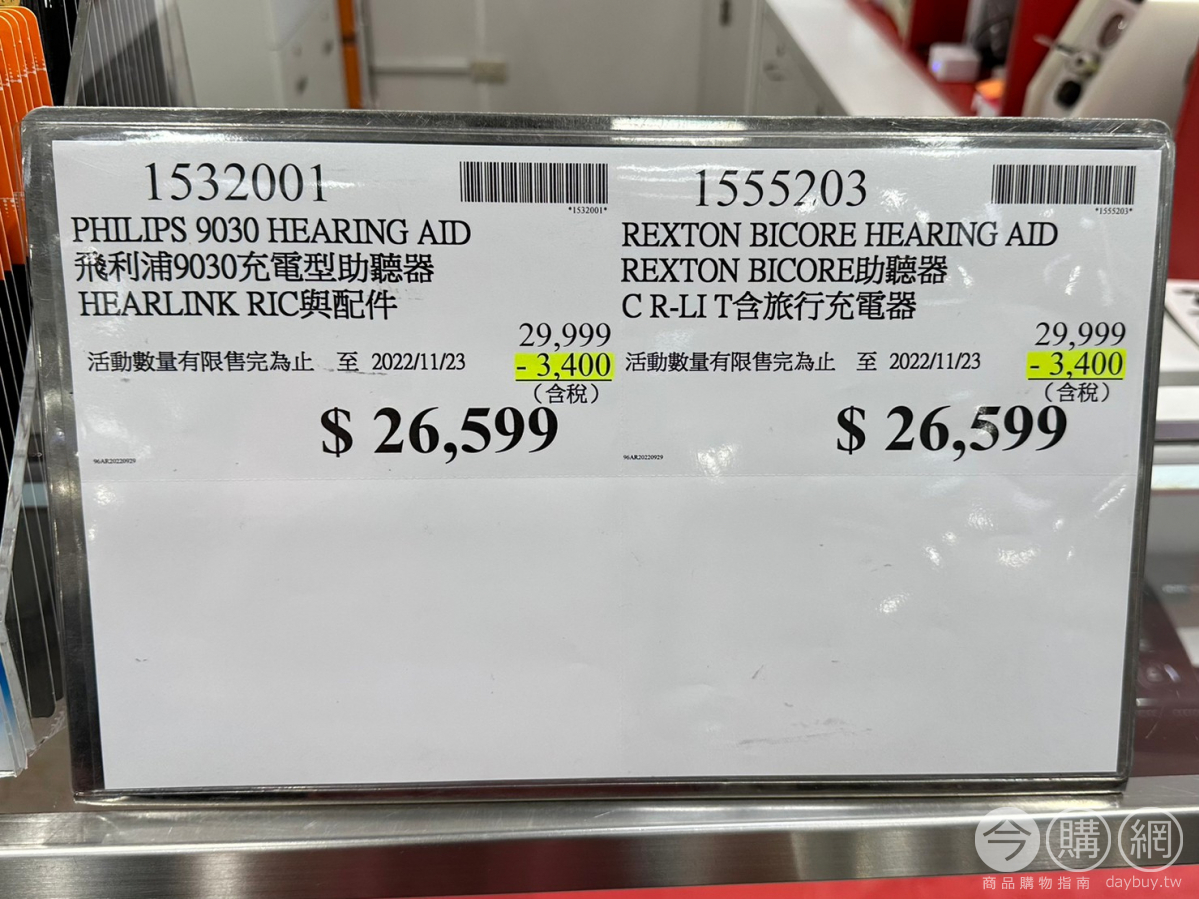 1532001
*1532001*
PHILIPS 9030 HEARING AID
飛利浦9030充電型助聽器
HEARLINK RIC與配件
29,999
活動數量有限售完為止 至 2022/11/23
- 3,400
（含稅）
$ 26,599
96AR20220929
1555203
*1555203*
REXTON BICORE HEARING AID
REXTON BICORE助聽器
C R-LI T含旅行充電器
29,999
活動數量有限售完為止 至 2022/11/23
- 3,400
（含稅）
$ 26,599
96AR20220929
今購網
商品購物指南 daybuy.tw